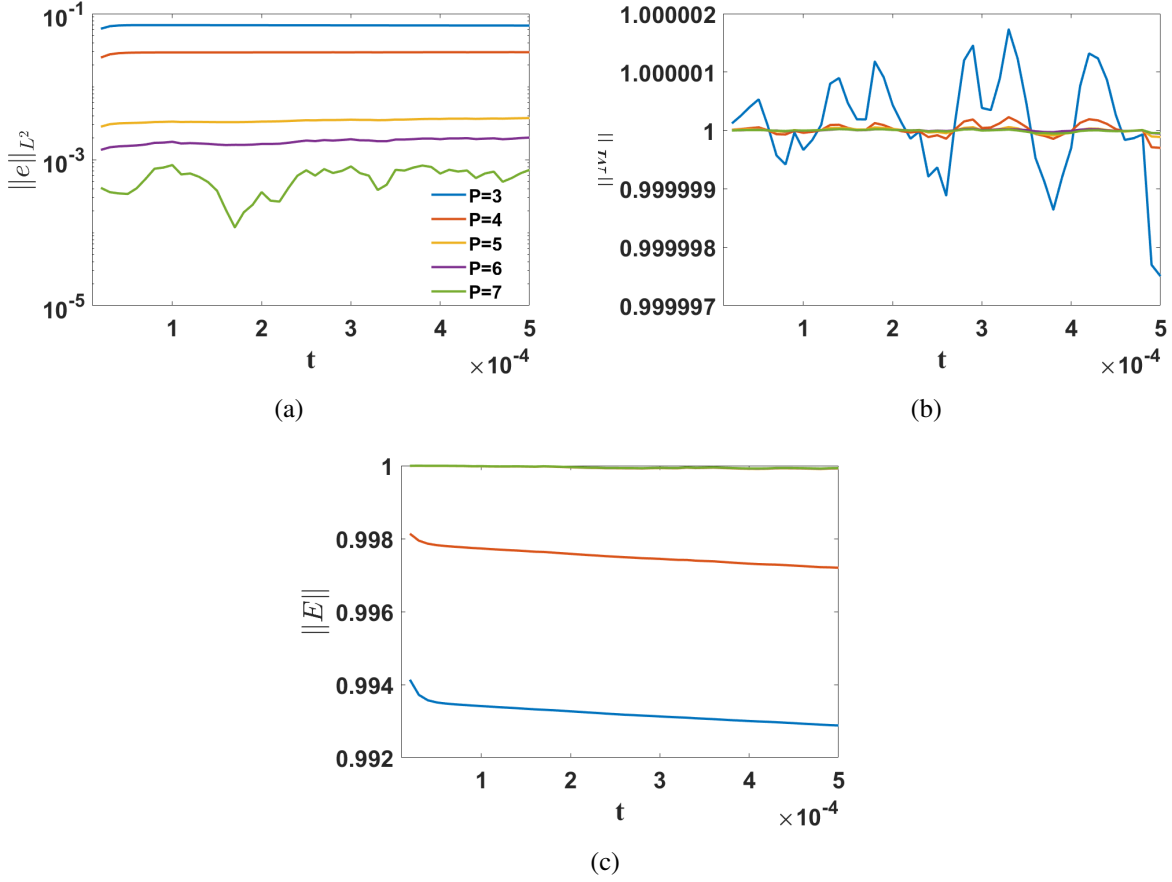 10^-1
10^-3
10^-5
||e||_{L^2}
P=3
P=4
P=5
P=6
P=7
1 2 3 4 5
t
×10^-4
(a)
1.000002
1.000001
1
0.999999
0.999998
0.999997
1 2 3 4 5
t
×10^-4
(b)
1
0.998
0.996
0.994
0.992
||E||
1 2 3 4 5
t
×10^-4
(c)